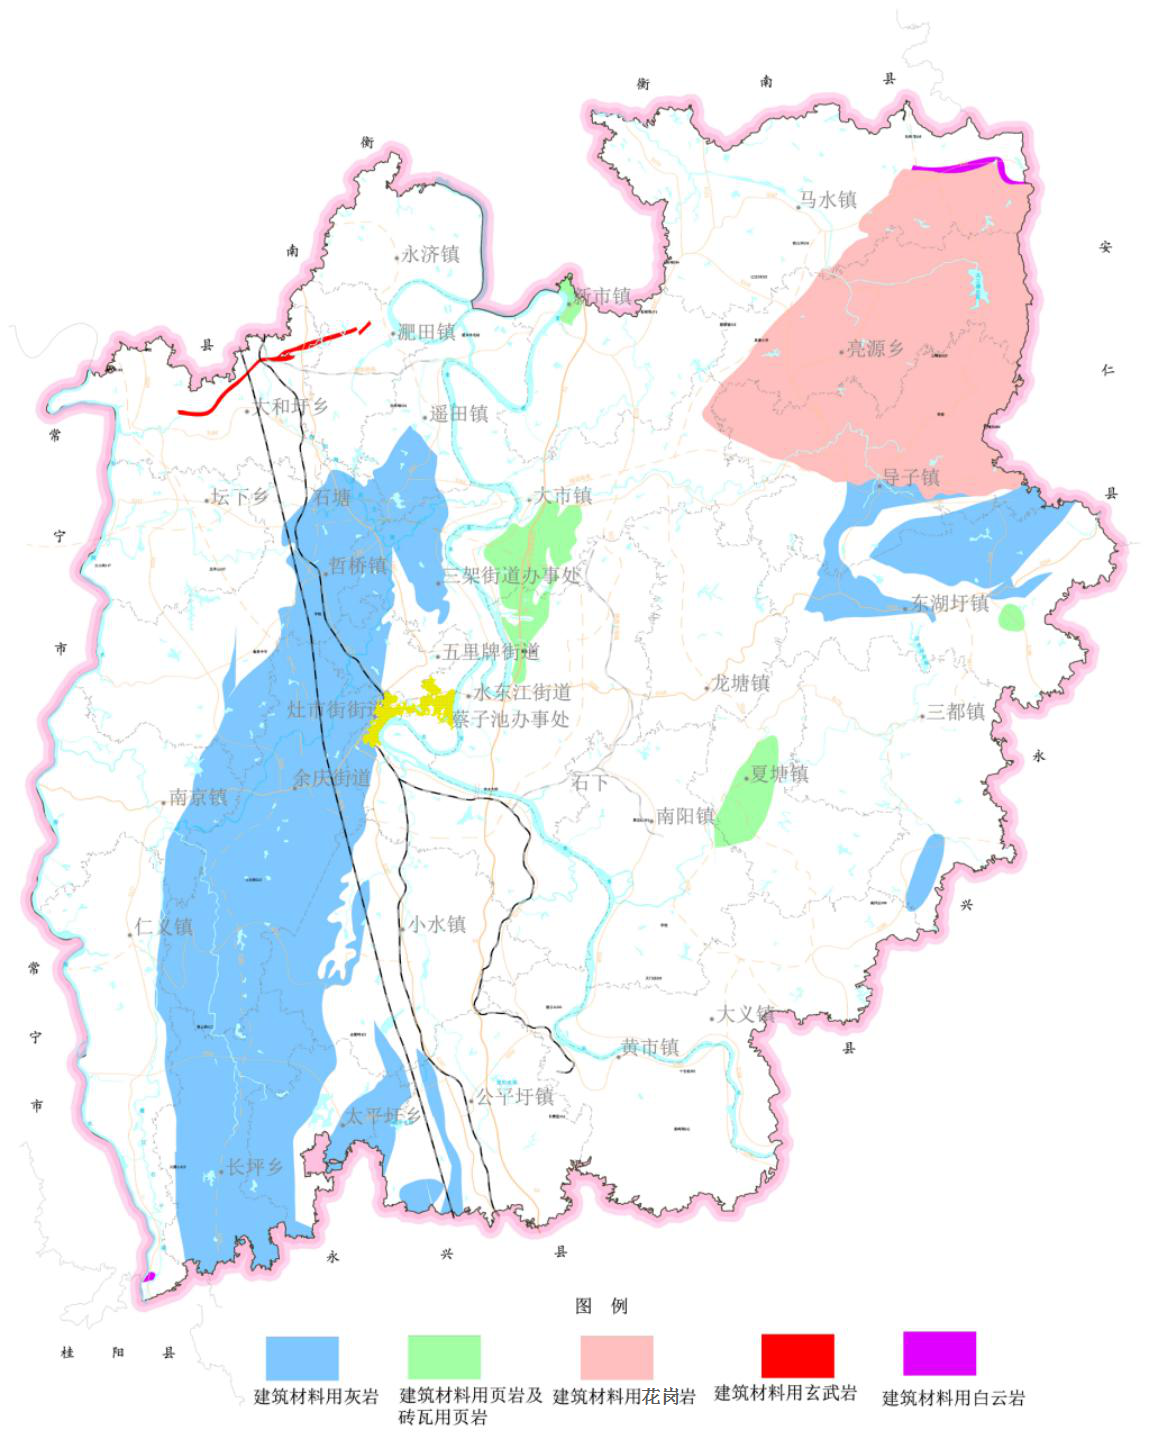 衡 南 县
衡
马水镇
安
南
永济镇
新市镇
县
淝田镇
亮源乡
仁
大和圩乡
遥田镇
常
导子镇
坛下乡
石塘
大市镇
县
宁
哲桥镇
三架街道办事处
东湖圩镇
市
五里牌街道
水东江街道
龙塘镇
灶市街街道
蔡子池办事处
三都镇
永
余庆街道
石下
夏塘镇
南京镇
南阳镇
兴
仁义镇
小水镇
常
大义镇
宁
黄市镇
县
市
公平圩镇
太平圩乡
长坪乡
永 兴 县
桂 阳 县
图 例
建筑材料用灰岩
建筑材料用页岩及
砖瓦用页岩
建筑材料用花岗岩
建筑材料用玄武岩
建筑材料用白云岩